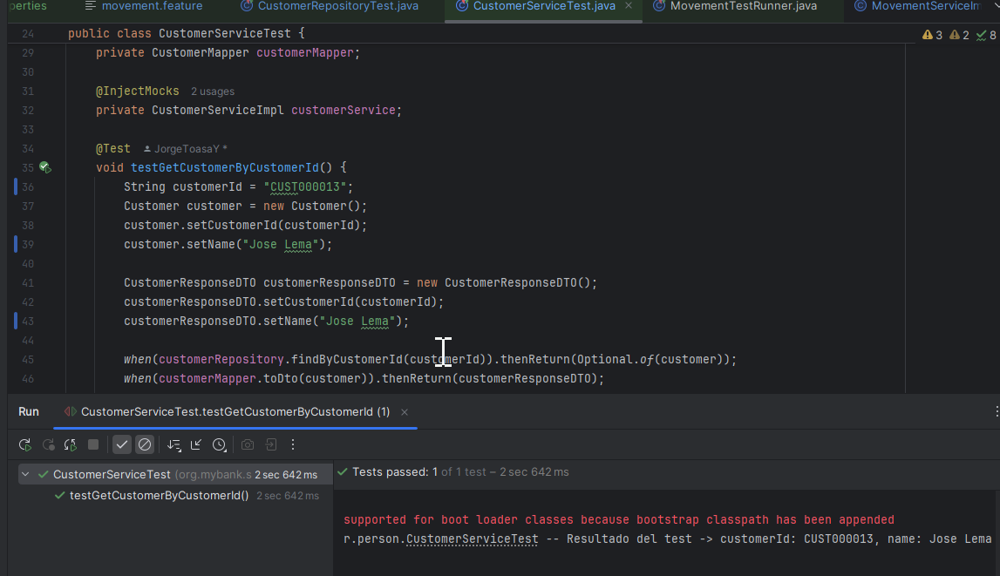 perties movement.feature CustomerRepositoryTest.java CustomerServiceTest.java MovementTestRunner.java MovementServiceIm
24 public class CustomerServiceTest { 3 2 8
29 private CustomerMapper customerMapper;
30
31 @InjectMocks 2 usages
32 private CustomerServiceImpl customerService;
33
34 @Test JorgeToasaY *
35 void testGetCustomerByCustomerId() {
36 String customerId = "CUST000013";
37 Customer customer = new Customer();
38 customer.setCustomerId(customerId);
39 customer.setName("Jose Lema");
40
41 CustomerResponseDTO customerResponseDTO = new CustomerResponseDTO();
42 customerResponseDTO.setCustomerId(customerId);
43 customerResponseDTO.setName("Jose Lema");
44
45 when(customerRepository.findByCustomerId(customerId)).thenReturn(Optional.of(customer));
46 when(customerMapper.toDto(customer)).thenReturn(customerResponseDTO);
Run CustomerServiceTest.testGetCustomerByCustomerId (1)
CustomerServiceTest (org.mybank.s 2 sec 642 ms
testGetCustomerByCustomerId() 2 sec 642 ms
Tests passed: 1 of 1 test – 2 sec 642 ms
supported for boot loader classes because bootstrap classpath has been appended
r.person.CustomerServiceTest -- Resultado del test -> customerId: CUST000013, name: Jose Lema